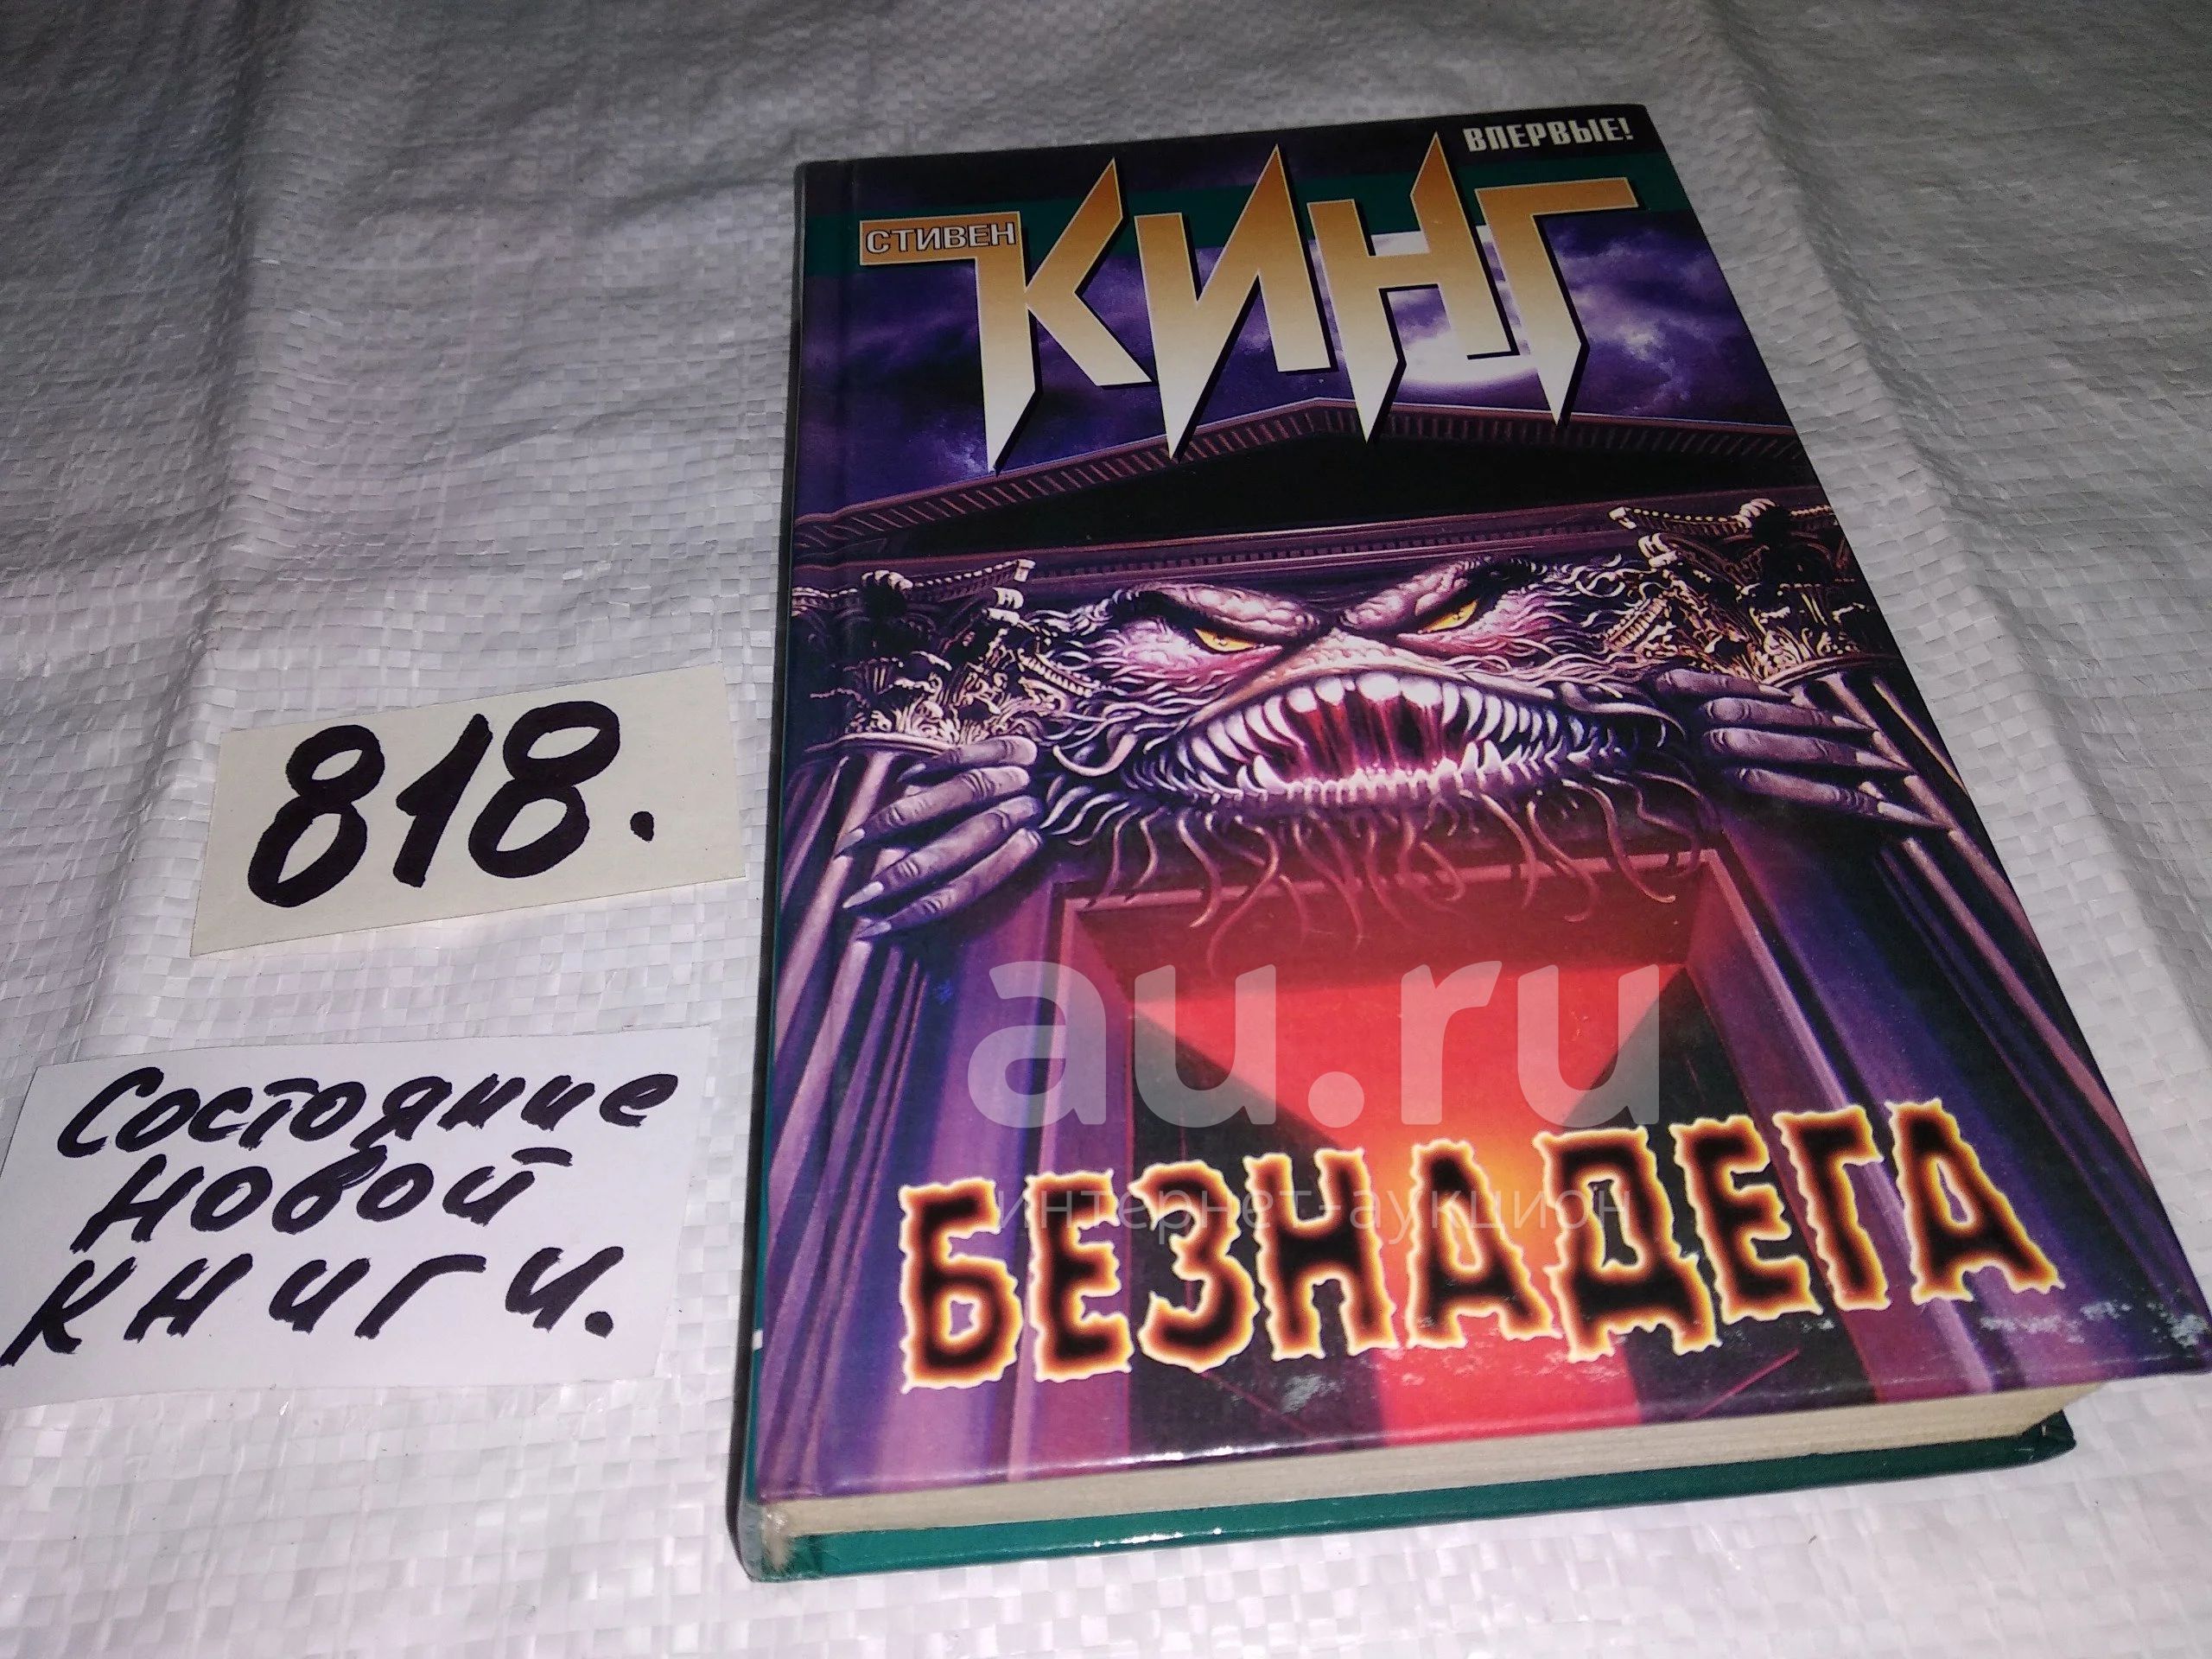 ВПЕРВЫЕ!
СТИВЕН
КИНГ
818.
Состояние
новой
книги.
au.ru
интернет-аукцион
БЕЗНАДЕГА